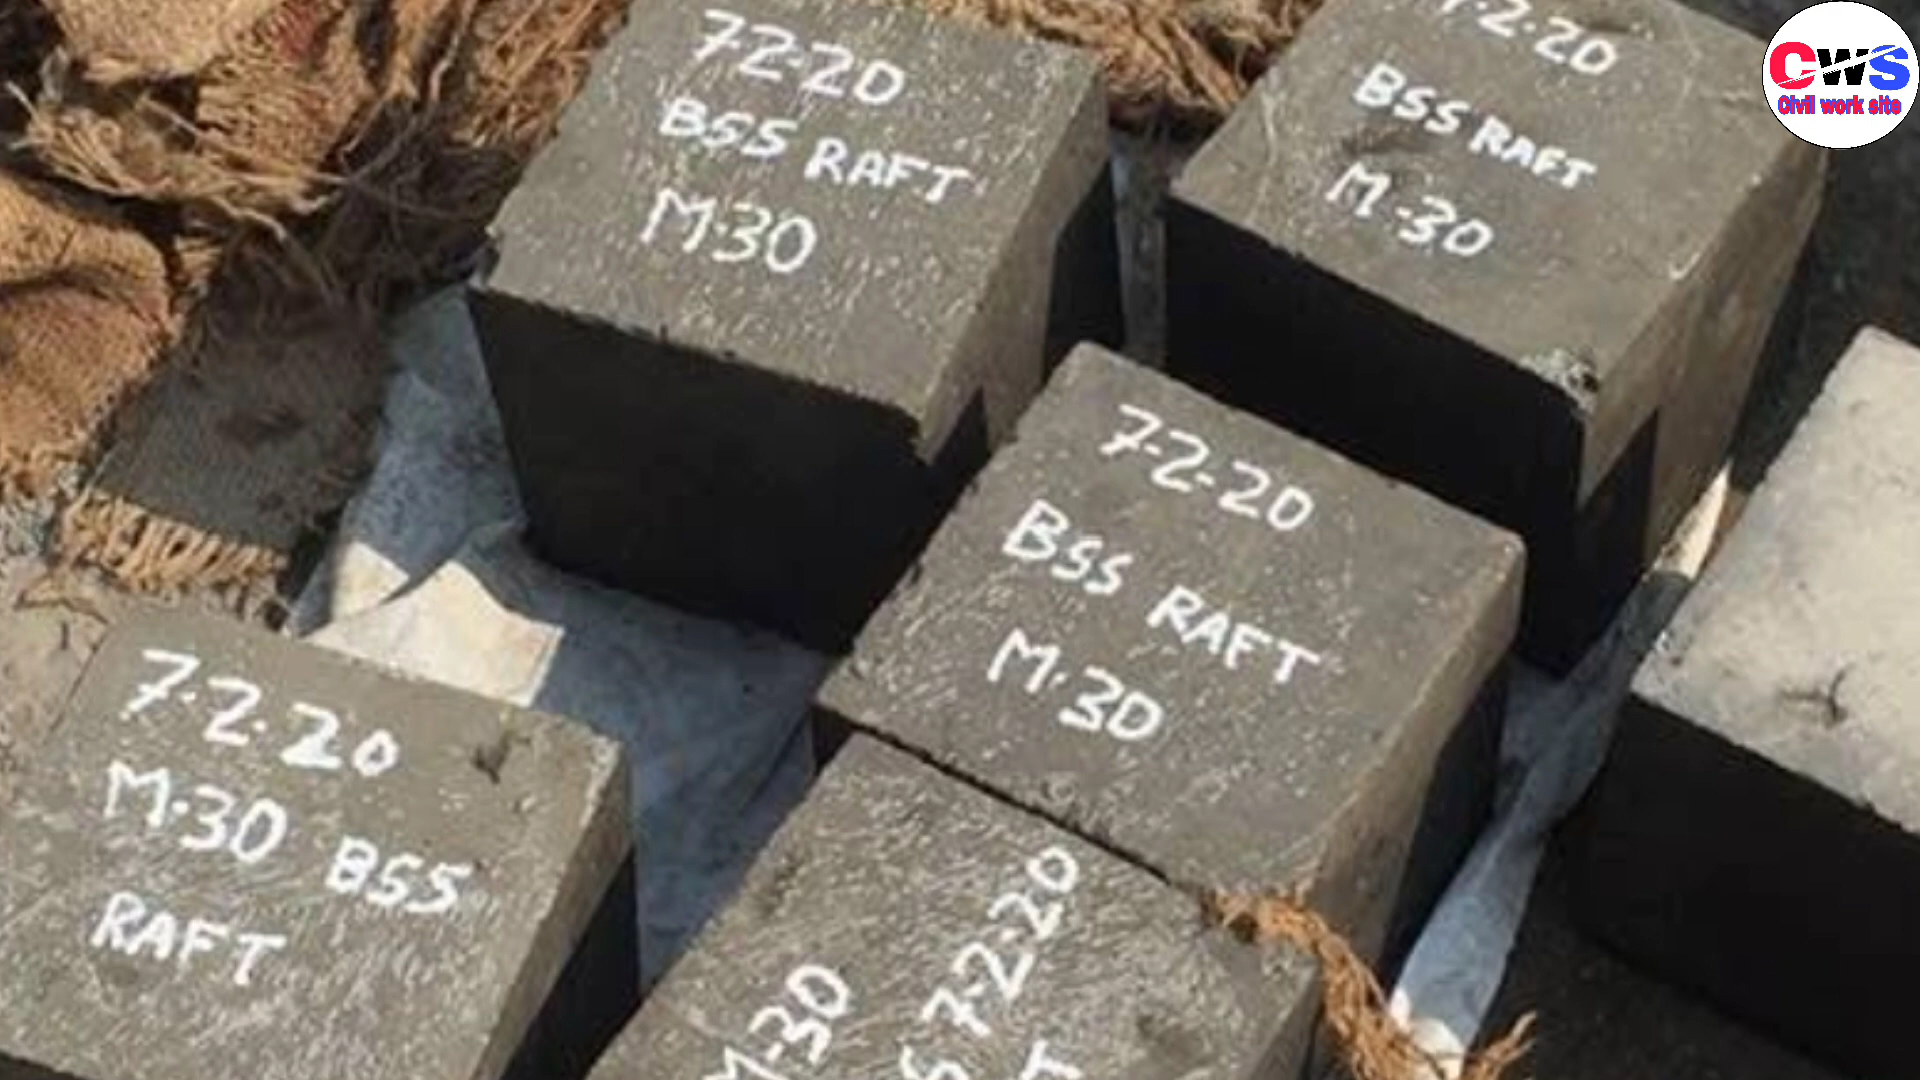 7-2-20
BSS RAFT
M-30
7.2.20
BSS RAFT
M-30
CWS
Civil work site
7-2-20
BSS RAFT
M-30
7.2.20
M-30 BSS
RAFT
7-2-20
M-30